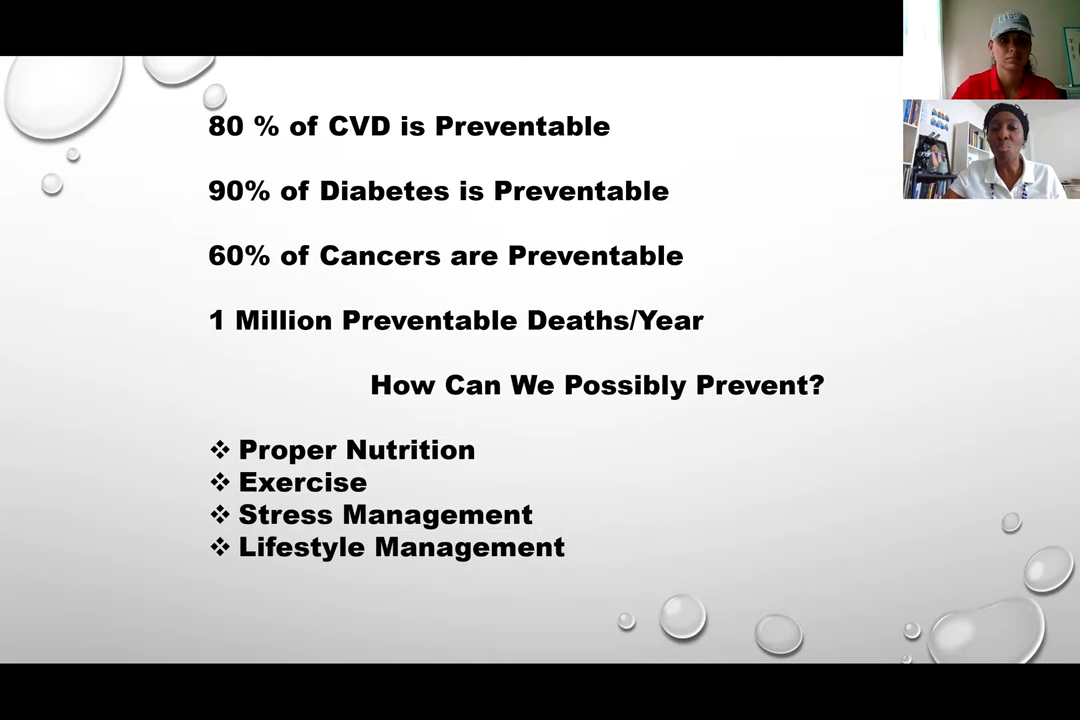 80 % of CVD is Preventable
90% of Diabetes is Preventable
60% of Cancers are Preventable
1 Million Preventable Deaths/Year
How Can We Possibly Prevent?
❖ Proper Nutrition
❖ Exercise
❖ Stress Management
❖ Lifestyle Management